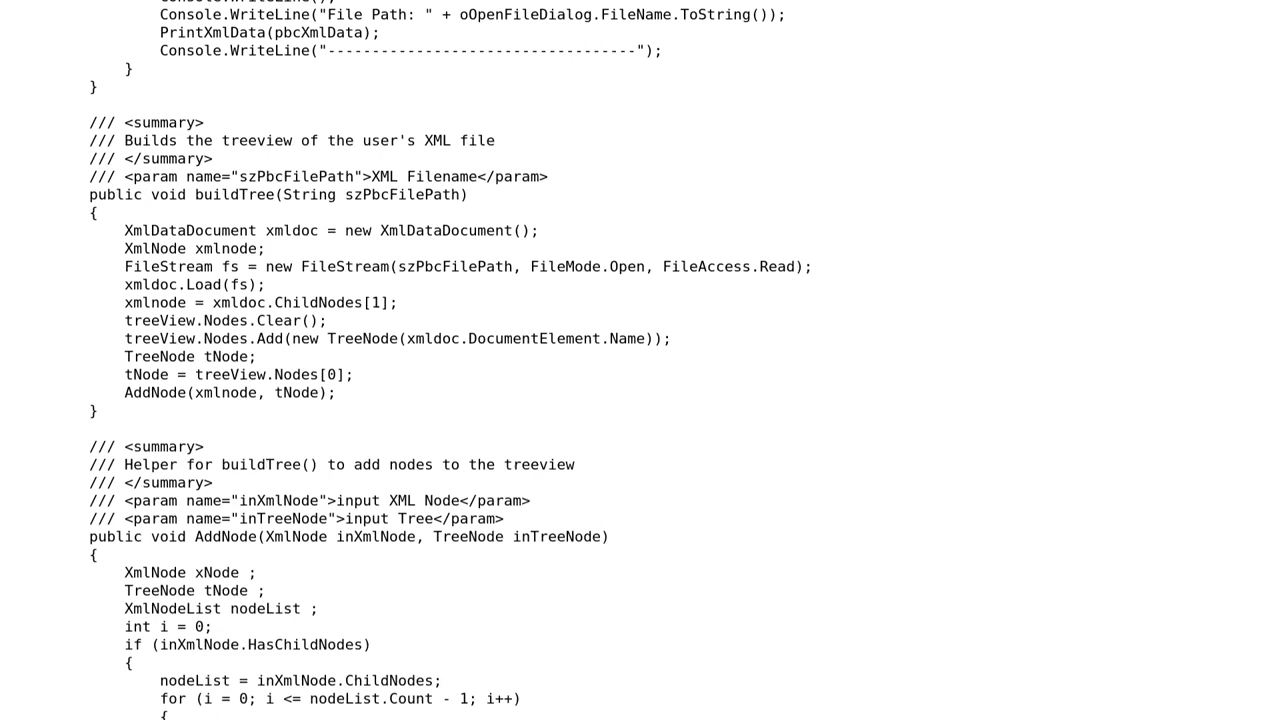 Console.WriteLine();
Console.WriteLine("File Path: " + oOpenFileDialog.FileName.ToString());
PrintXmlData(pbcXmlData);
Console.WriteLine("-----------------------------------");
}
}
/// <summary>
/// Builds the treeview of the user's XML file
/// </summary>
/// <param name="szPbcFilePath">XML Filename</param>
public void buildTree(String szPbcFilePath)
{
XmlDataDocument xmldoc = new XmlDataDocument();
XmlNode xmlnode;
FileStream fs = new FileStream(szPbcFilePath, FileMode.Open, FileAccess.Read);
xmldoc.Load(fs);
xmlnode = xmldoc.ChildNodes[1];
treeView.Nodes.Clear();
treeView.Nodes.Add(new TreeNode(xmldoc.DocumentElement.Name));
TreeNode tNode;
tNode = treeView.Nodes[0];
AddNode(xmlnode, tNode);
}
/// <summary>
/// Helper for buildTree() to add nodes to the treeview
/// </summary>
/// <param name="inXmlNode">input XML Node</param>
/// <param name="inTreeNode">input Tree</param>
public void AddNode(XmlNode inXmlNode, TreeNode inTreeNode)
{
XmlNode xNode ;
TreeNode tNode ;
XmlNodeList nodeList ;
int i = 0;
if (inXmlNode.HasChildNodes)
{
nodeList = inXmlNode.ChildNodes;
for (i = 0; i <= nodeList.Count - 1; i++)
{